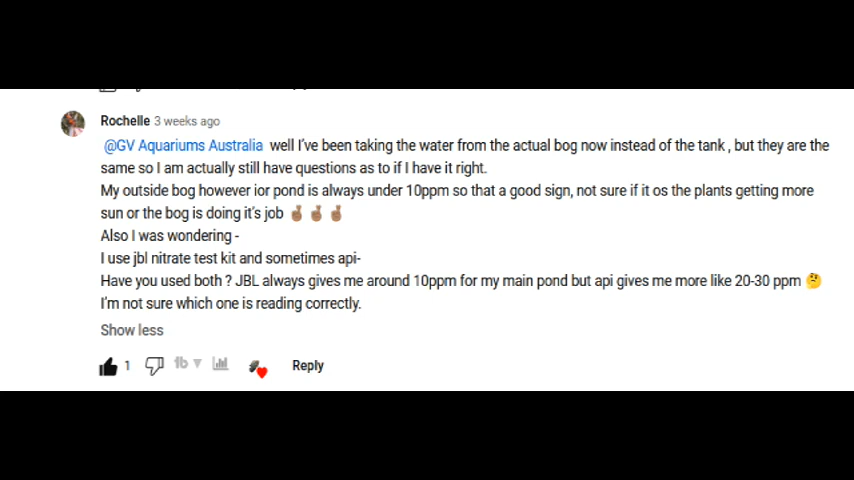 Rochelle 3 weeks ago
@GV Aquariums Australia well I've been taking the water from the actual bog now instead of the tank , but they are the
same so I am actually still have questions as to if I have it right.
My outside bog however ior pond is always under 10ppm so that a good sign, not sure if it os the plants getting more
sun or the bog is doing it's job 🤞🏽 🤞🏽 🤞🏽
Also I was wondering -
I use jbl nitrate test kit and sometimes api-
Have you used both ? JBL always gives me around 10ppm for my main pond but api gives me more like 20-30 ppm 🤔
I'm not sure which one is reading correctly.
Show less
1 Reply